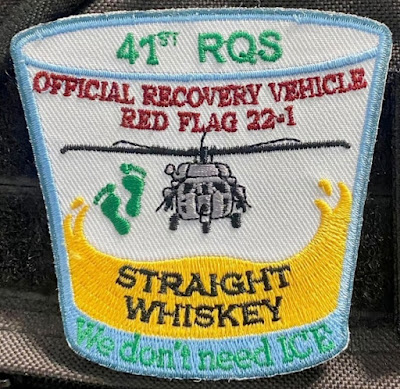 41ST RQS
OFFICIAL RECOVERY VEHICLE
RED FLAG 22-1
STRAIGHT
WHISKEY
We don't need ICE